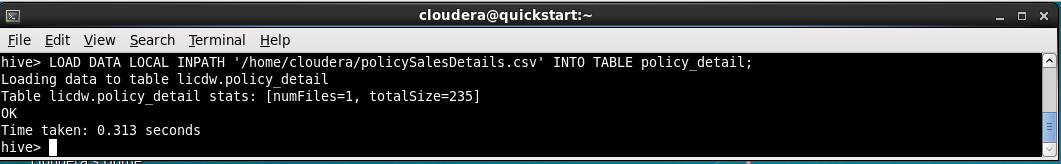 cloudera@quickstart:~
File Edit View Search Terminal Help
hive> LOAD DATA LOCAL INPATH '/home/cloudera/policySalesDetails.csv' INTO TABLE policy_detail;
Loading data to table licdw.policy_detail
Table licdw.policy_detail stats: [numFiles=1, totalSize=235]
OK
Time taken: 0.313 seconds
hive>